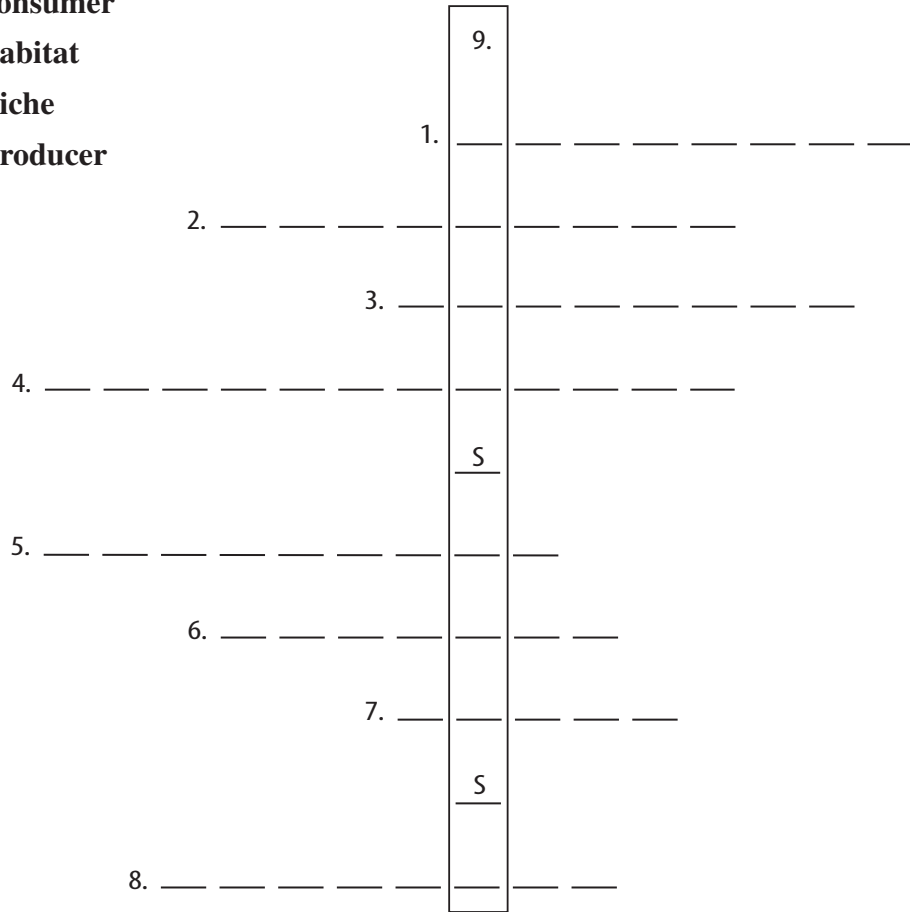 onsumer
abitat
iche
roducer
9.
1.
2.
3.
4.
S
5.
6.
7.
S
8.